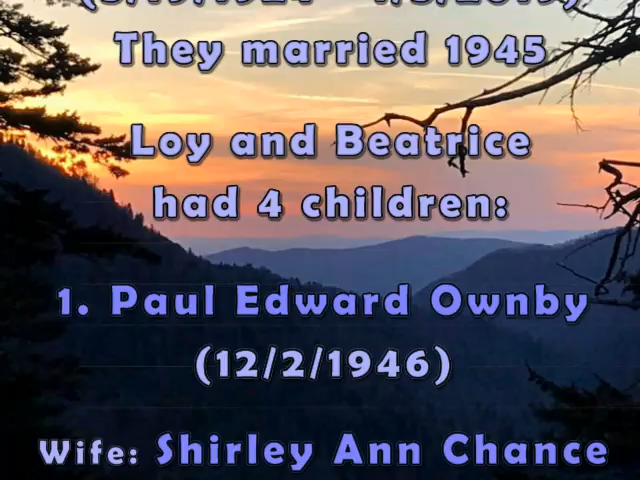 They married 1945
Loy and Beatrice
had 4 children:
1. Paul Edward Ownby
(12/2/1946)
Wife: Shirley Ann Chance